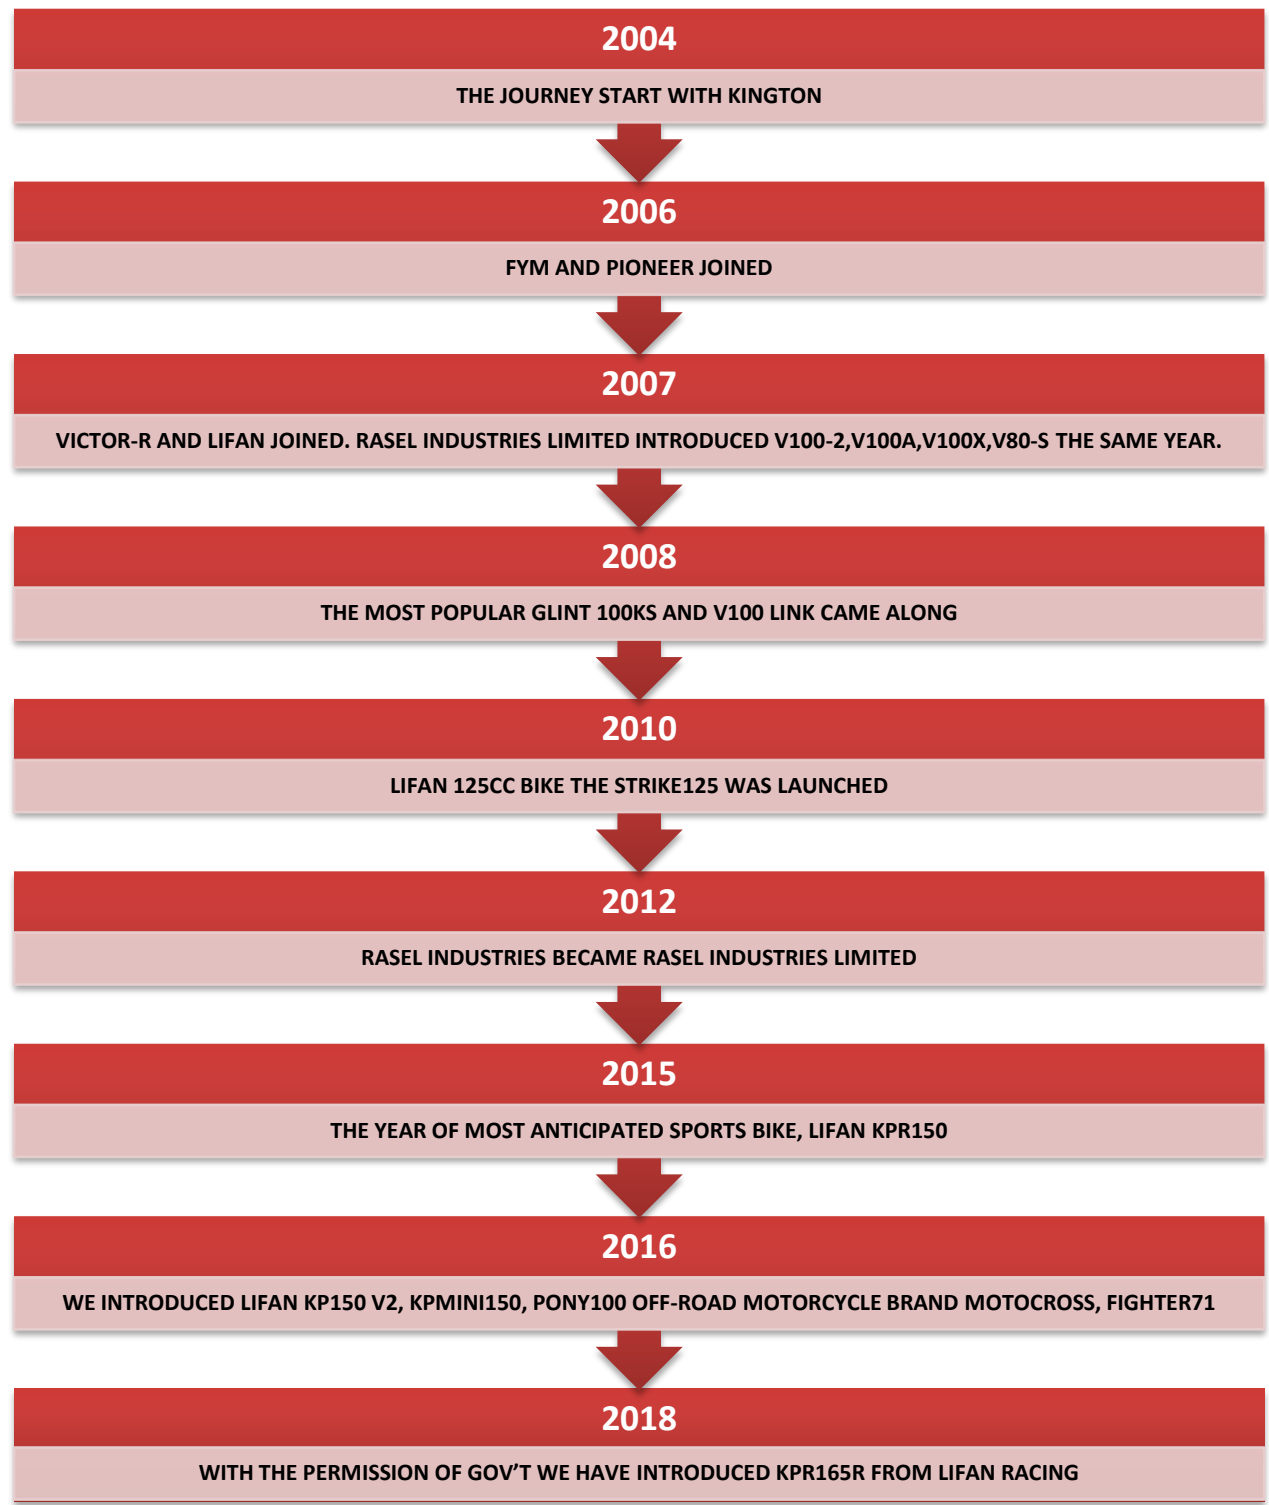 2004
THE JOURNEY START WITH KINGTON
2006
FYM AND PIONEER JOINED
2007
VICTOR-R AND LIFAN JOINED. RASEL INDUSTRIES LIMITED INTRODUCED V100-2,V100A,V100X,V80-S THE SAME YEAR.
2008
THE MOST POPULAR GLINT 100KS AND V100 LINK CAME ALONG
2010
LIFAN 125CC BIKE THE STRIKE125 WAS LAUNCHED
2012
RASEL INDUSTRIES BECAME RASEL INDUSTRIES LIMITED
2015
THE YEAR OF MOST ANTICIPATED SPORTS BIKE, LIFAN KPR150
2016
WE INTRODUCED LIFAN KP150 V2, KPMINI150, PONY100 OFF-ROAD MOTORCYCLE BRAND MOTOCROSS, FIGHTER71
2018
WITH THE PERMISSION OF GOV'T WE HAVE INTRODUCED KPR165R FROM LIFAN RACING